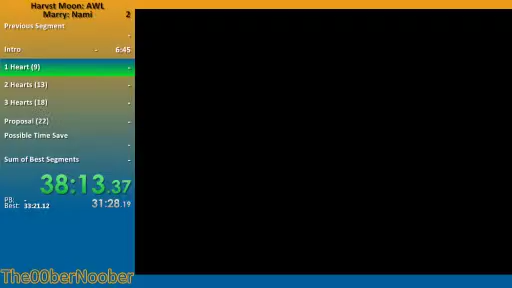 Harvst Moon: AWL
Marry: Nami 2
Previous Segment
-
Intro - 6:45
1 Heart (9) -
2 Hearts (13) -
3 Hearts (18) -
Proposal (22) -
Possible Time Save
-
Sum of Best Segments -
38:13.37
PB: -
Best: 33:21.12 31:28.19
The00berNoober